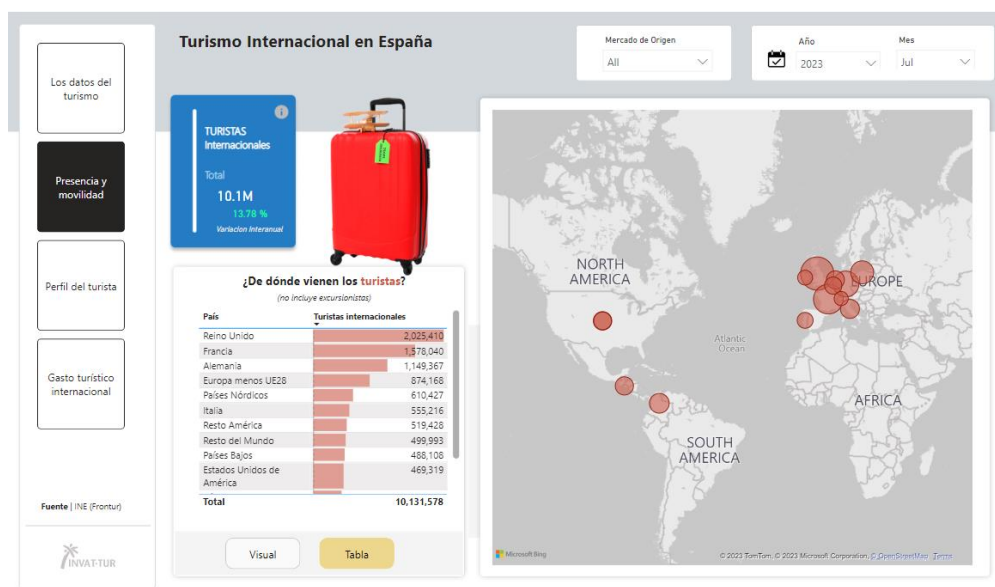 Turismo Internacional en España
Mercado de Origen
All
Año
2023
Mes
Jul
Los datos del
turismo
Presencia y
movilidad
Perfil del turista
Gasto turístico
internacional
Fuente | INE (Frontur)
INVAT·TUR
TURISTAS
Internacionales
Total
10.1M
13.78 %
Variacion Interanual
¿De dónde vienen los turistas?
(no incluye excursionistas)
País Turistas internacionales
Reino Unido 2,025,410
Francia 1,578,040
Alemania 1,149,367
Europa menos UE28 874,168
Países Nórdicos 610,427
Italia 555,216
Resto América 519,428
Resto del Mundo 499,993
Países Bajos 488,108
Estados Unidos de 469,319
América
Total 10,131,578
Visual
Tabla
NORTH
AMERICA
EUROPE
Atlantic
Ocean
AFRICA
SOUTH
AMERICA
Microsoft Bing
© 2023 TomTom, © 2023 Microsoft Corporation, © OpenStreetMap Terms